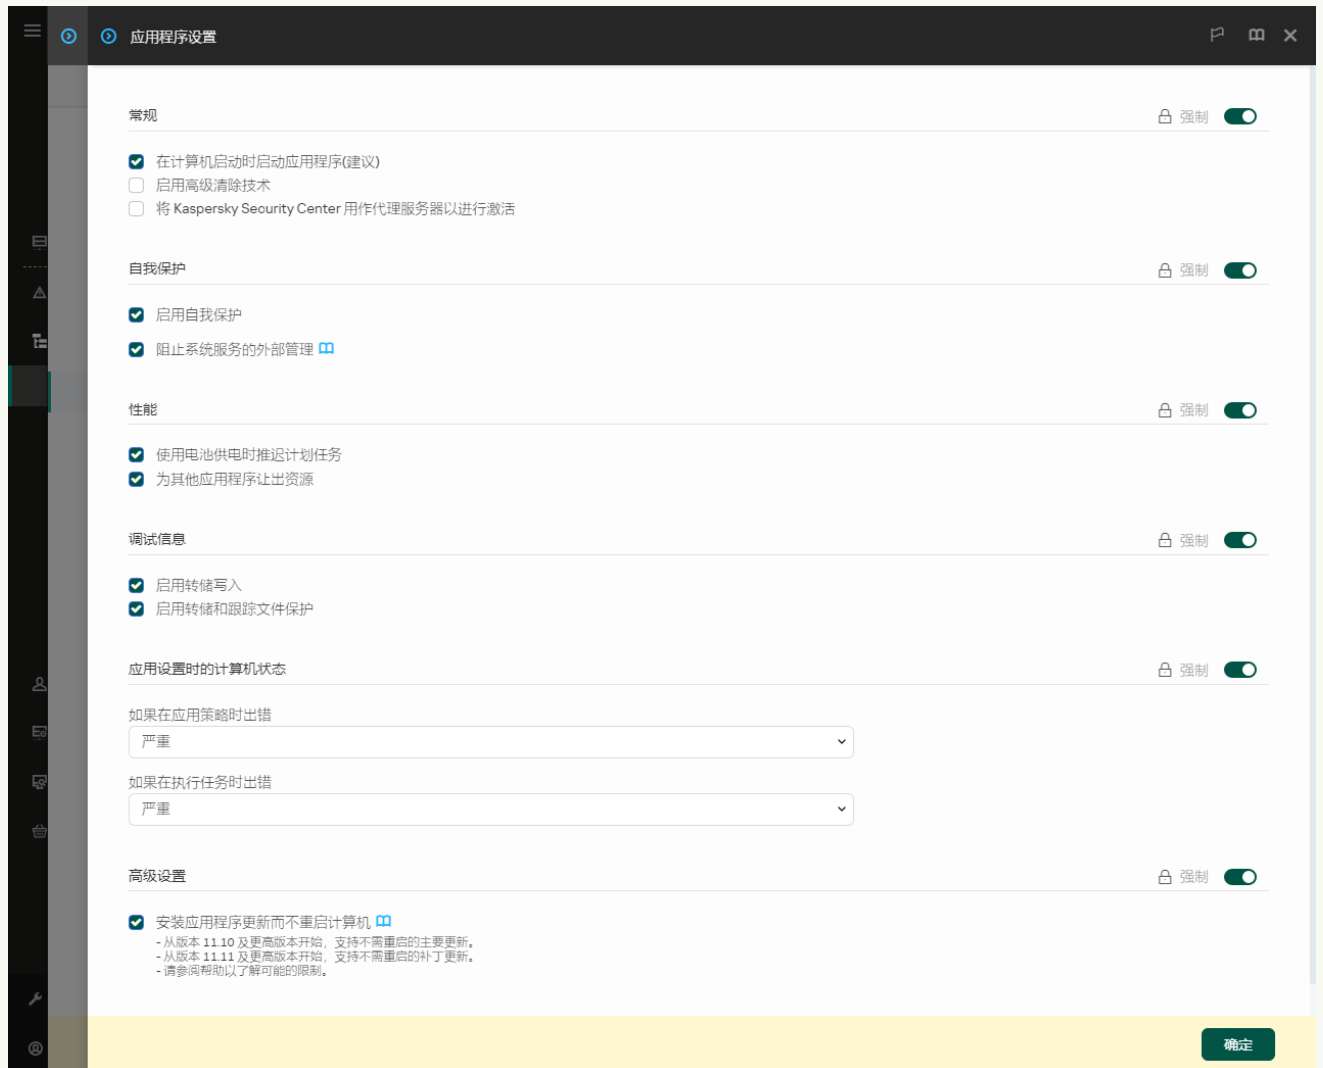 应用程序设置
常规
强制
在计算机启动时启动应用程序(建议)
启用高级清除技术
将 Kaspersky Security Center 用作代理服务器以进行激活
自我保护
强制
启用自我保护
阻止系统服务的外部管理
性能
强制
使用电池供电时推迟计划任务
为其他应用程序让出资源
调试信息
强制
启用转储写入
启用转储和跟踪文件保护
应用设置时的计算机状态
强制
如果在应用策略时出错
严重
如果在执行任务时出错
严重
高级设置
强制
安装应用程序更新而不重启计算机
- 从版本 11.10 及更高版本开始，支持不需重启的主要更新。
- 从版本 11.11 及更高版本开始，支持不需重启的补丁更新。
- 请参阅帮助以了解可能的限制。
确定